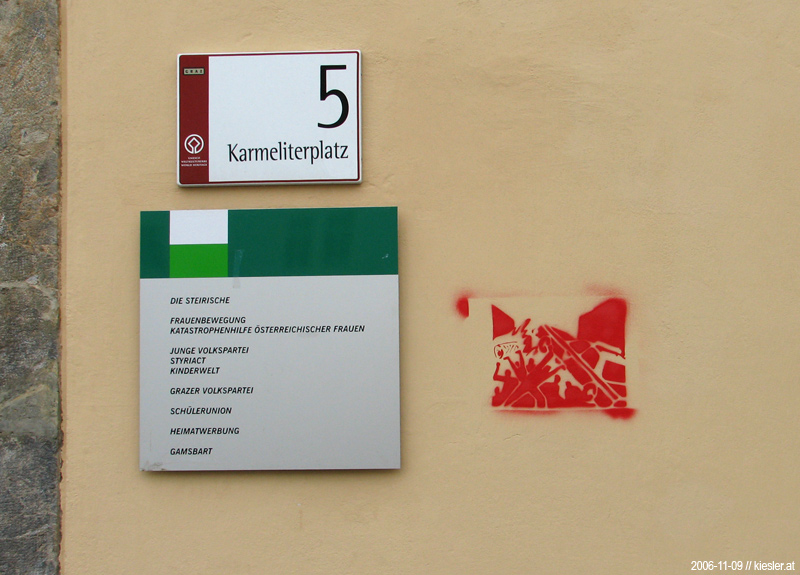 GRAZ
5
Karmeliterplatz
DIE STEIRISCHE
FRAUENBEWEGUNG
KATASTROPHENHILFE ÖSTERREICHISCHER FRAUEN
JUNGE VOLKSPARTEI
STYRIACT
KINDERWELT
GRAZER VOLKSPARTEI
SCHÜLERUNION
HEIMATWERBUNG
GAMSBART
2006-11-09 // kiesler.at